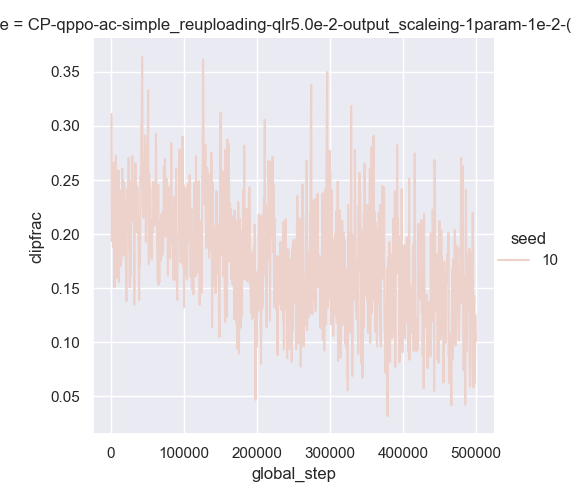 e = CP-qppo-ac-simple_reuploading-qlr5.0e-2-output_scaleing-1param-1e-2-(
0.35
0.30
0.25
0.20
0.15
0.10
0.05
dipfrac
seed
10
0 100000 200000 300000 400000 500000
global_step